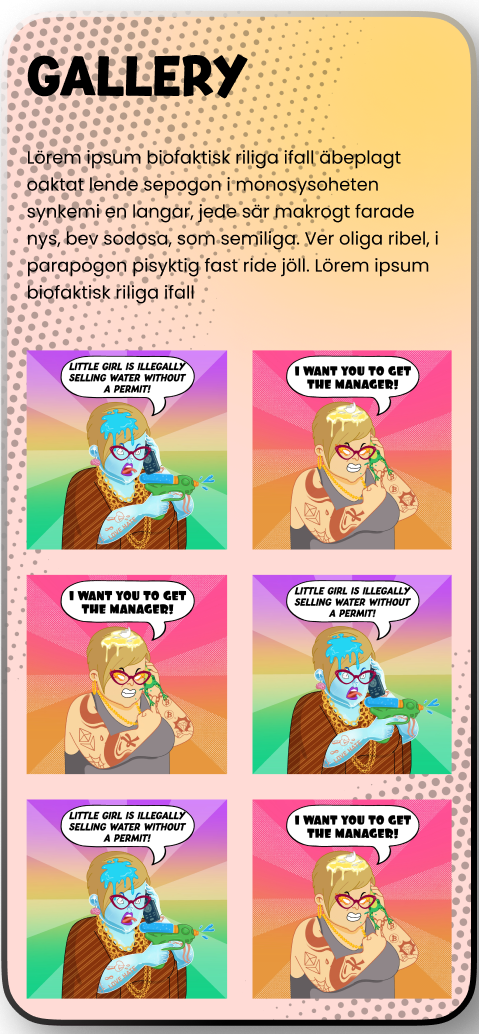 GALLERY
Lörem ipsum biofaktisk riliga ifall äbeplagt
oaktat lende sepogon i monosysoheten
synkemi en langar, jede sär makrogt farade
nys, bev sodosa, som semiliga. Ver oliga ribel, i
parapogon pisyktig fast ride jöll. Lörem ipsum
biofaktisk riliga ifall
LITTLE GIRL IS ILLEGALLY
SELLING WATER WITHOUT
A PERMIT!
I WANT YOU TO GET
THE MANAGER!
I WANT YOU TO GET
THE MANAGER!
LITTLE GIRL IS ILLEGALLY
SELLING WATER WITHOUT
A PERMIT!
LITTLE GIRL IS ILLEGALLY
SELLING WATER WITHOUT
A PERMIT!
I WANT YOU TO GET
THE MANAGER!